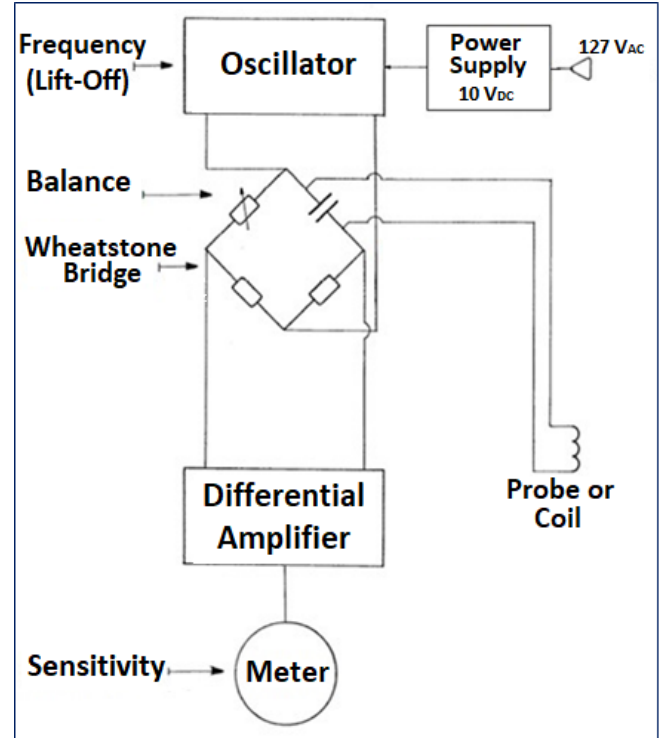 Frequency
(Lift-Off)
Oscillator
Power
Supply
10 VDC
127 VAC
Balance
Wheatstone
Bridge
Differential
Amplifier
Probe or
Coil
Sensitivity
Meter